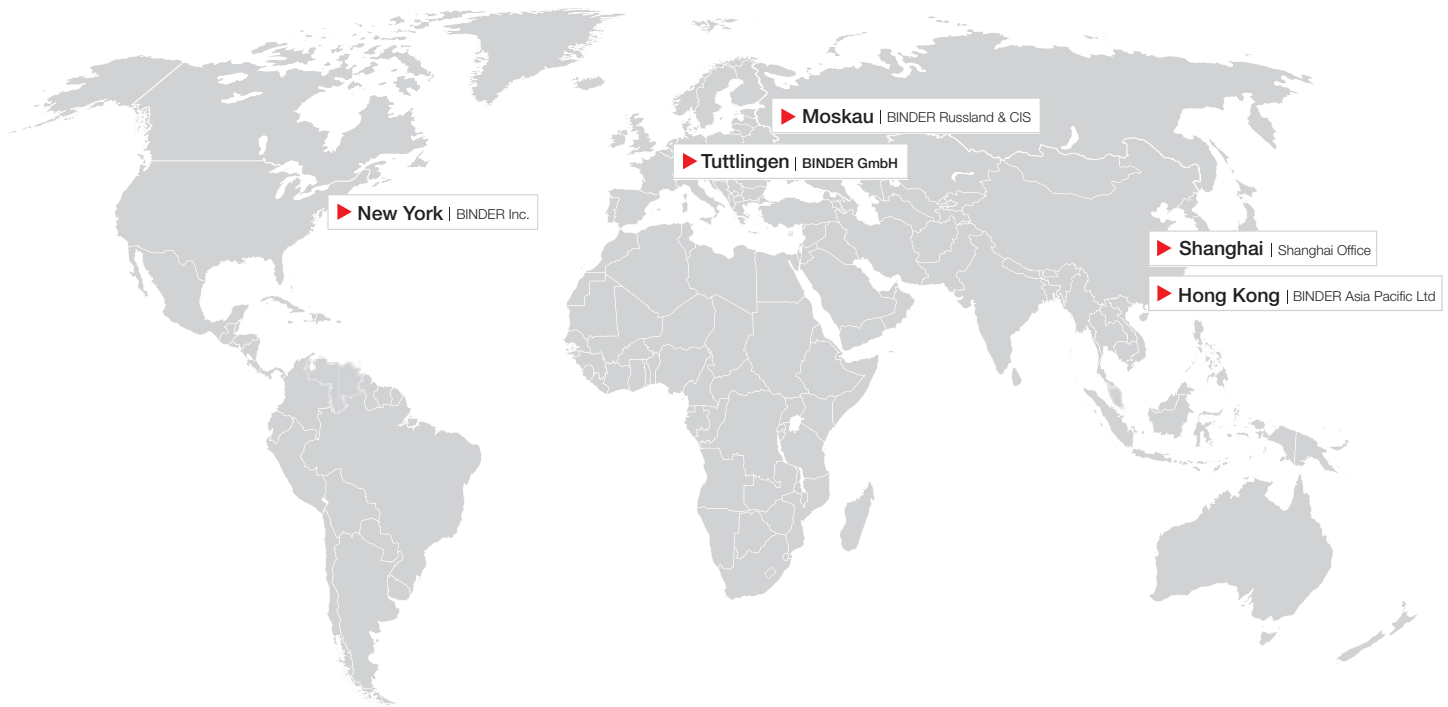 Moskau | BINDER Russland & CIS
Tuttlingen | BINDER GmbH
New York | BINDER Inc.
Shanghai | Shanghai Office
Hong Kong | BINDER Asia Pacific Ltd